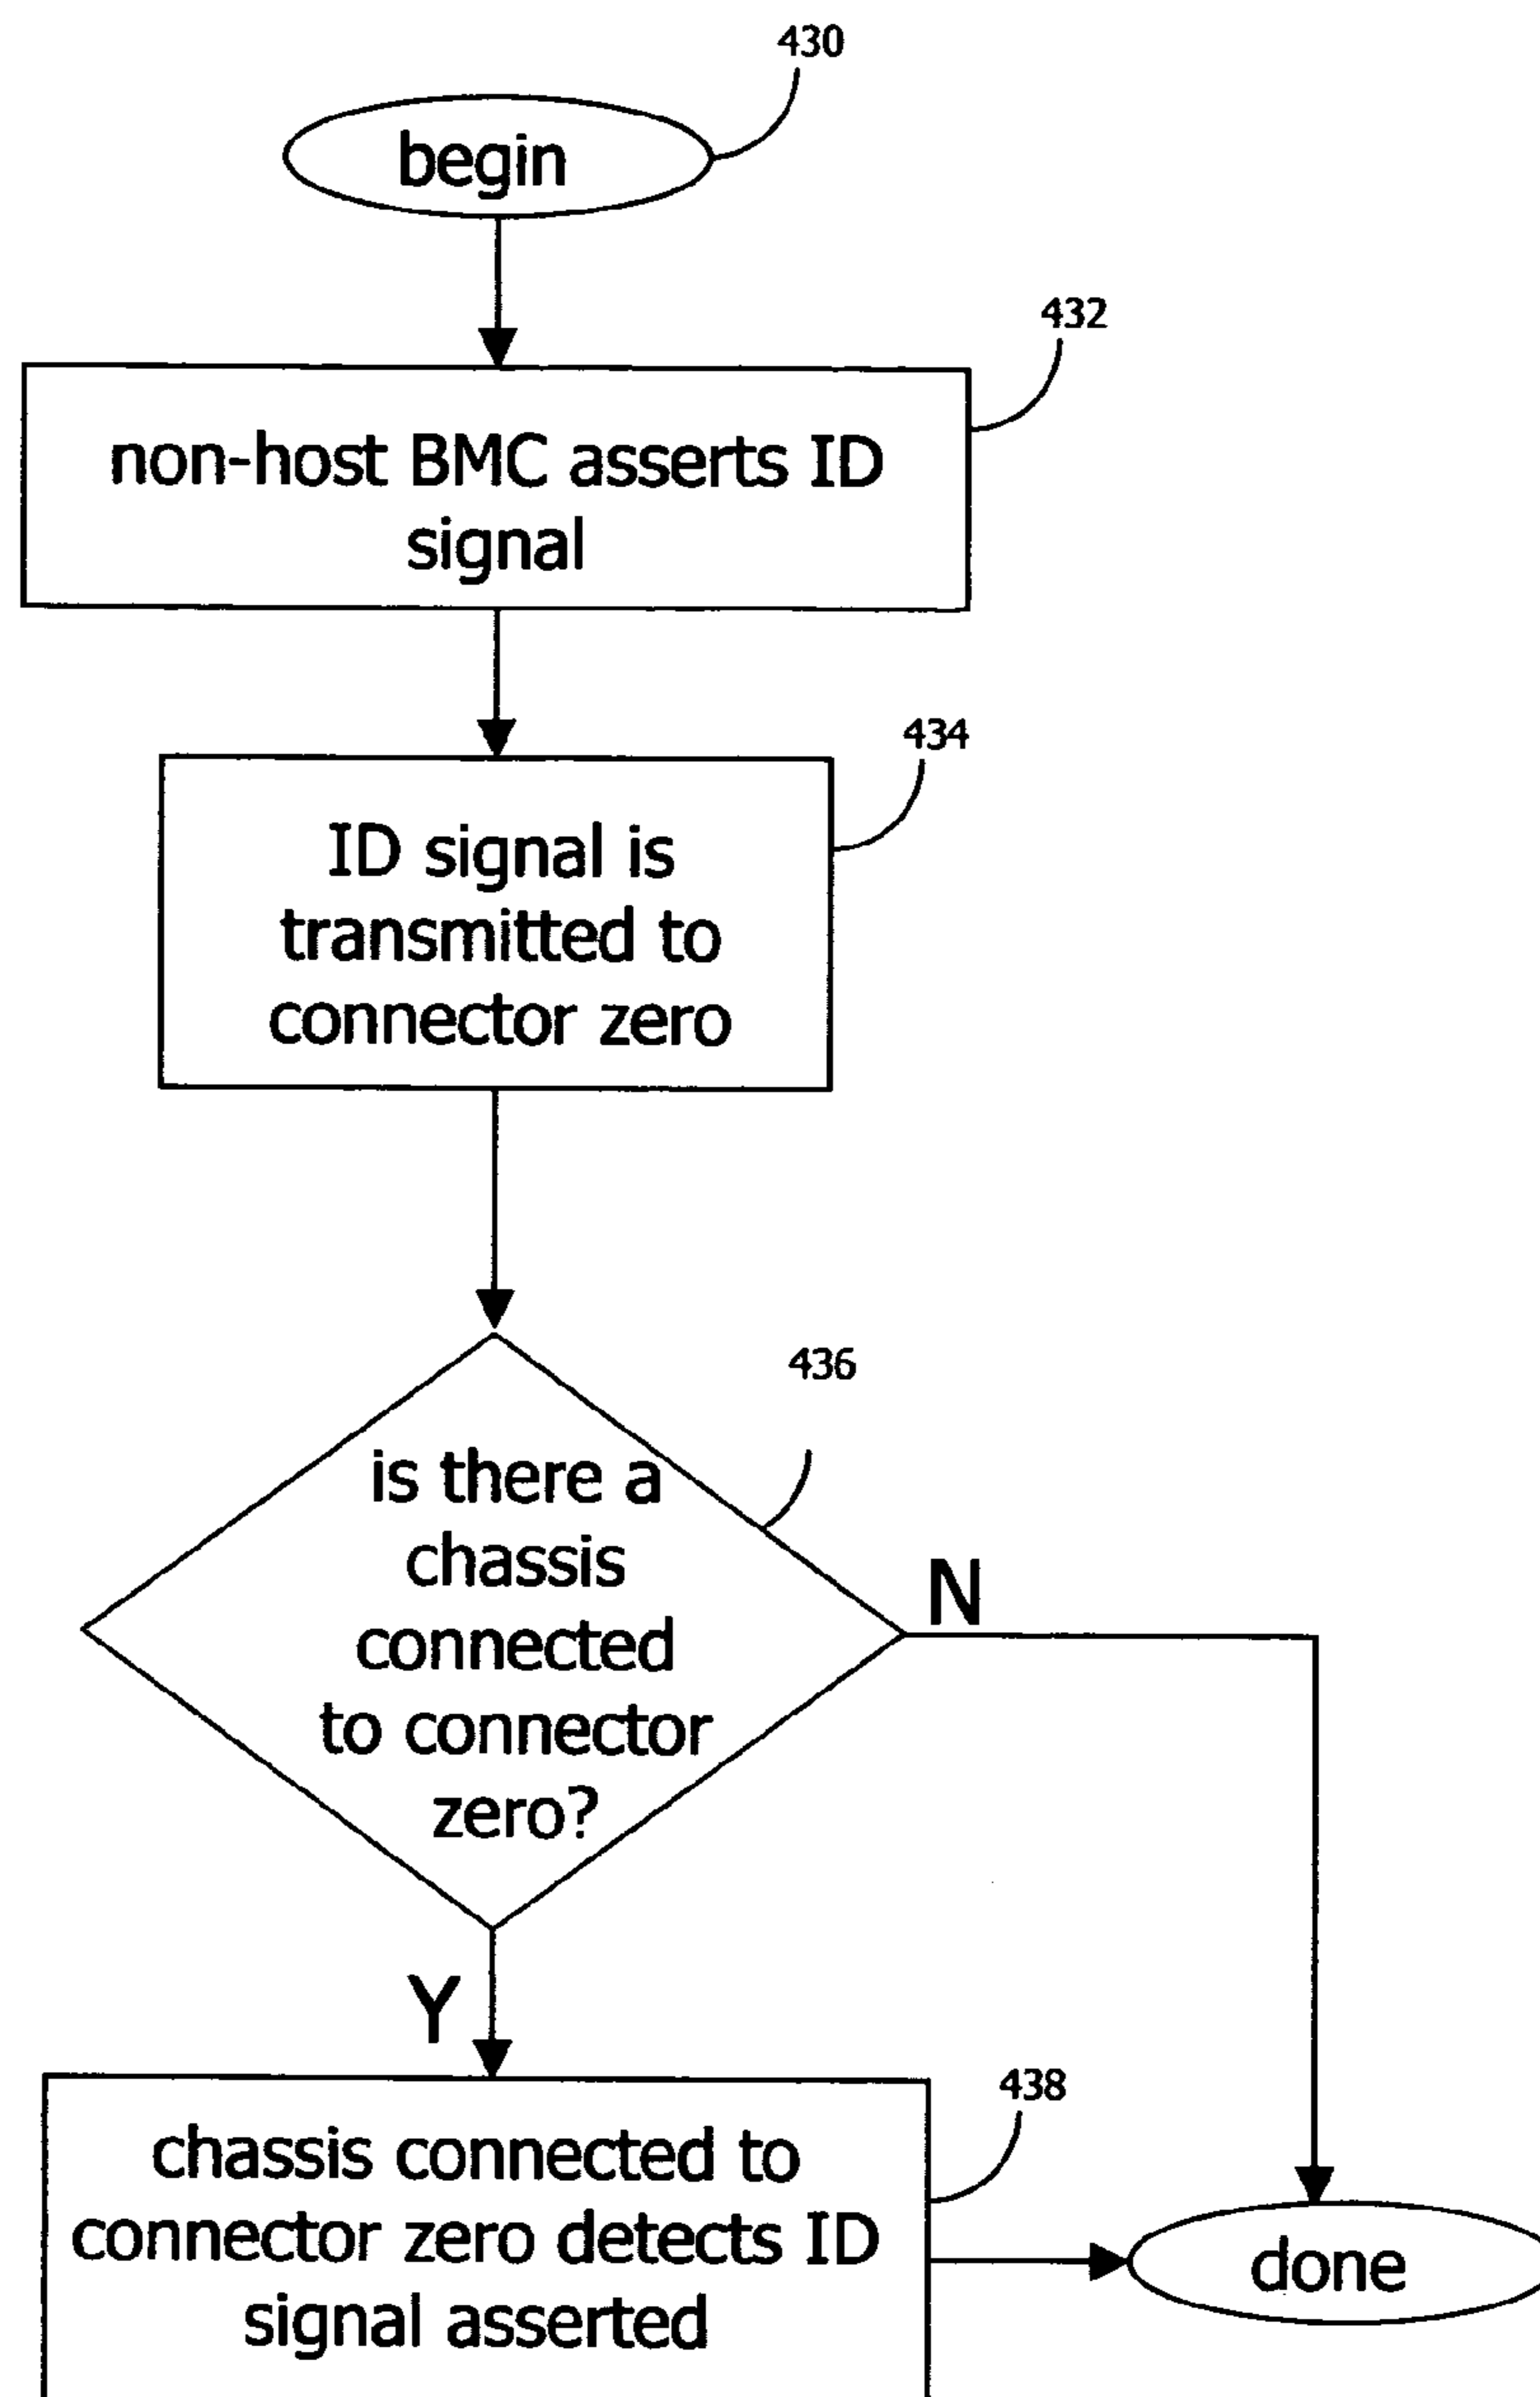 430
begin
432
non-host BMC asserts ID
signal
434
ID signal is
transmitted to
connector zero
436
is there a
chassis
connected
to connector
zero?
N
Y
438
chassis connected to
connector zero detects ID
signal asserted
done